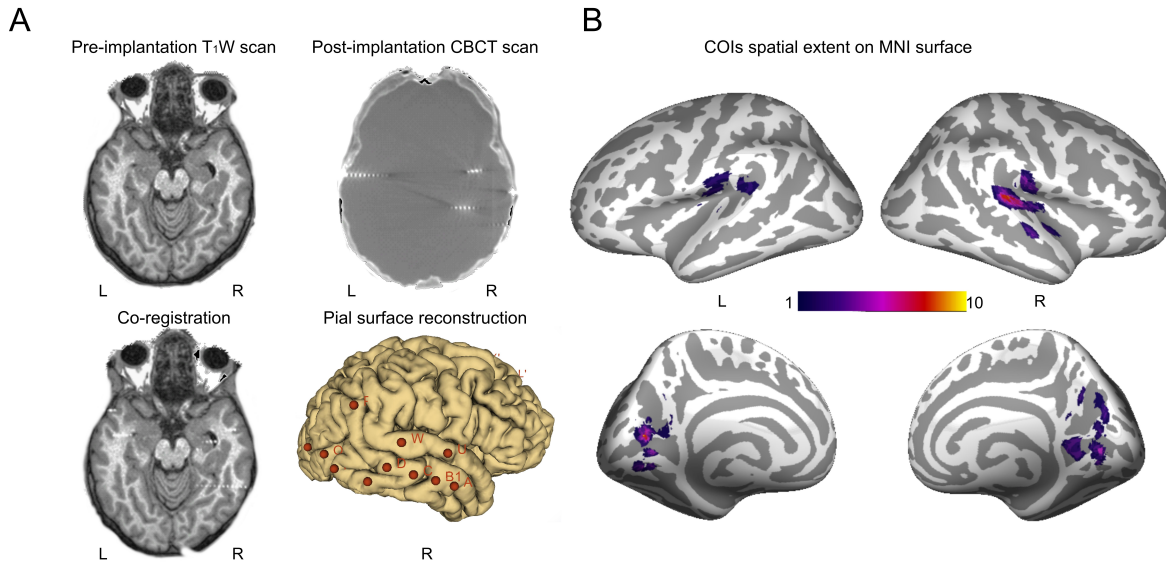 A
B
Pre-implantation T1W scan
Post-implantation CBCT scan
COIs spatial extent on MNI surface
L
R
L
R
L
1
10
R
Co-registration
Pial surface reconstruction
L'
F
W
D
C
B1
A
L
R
R